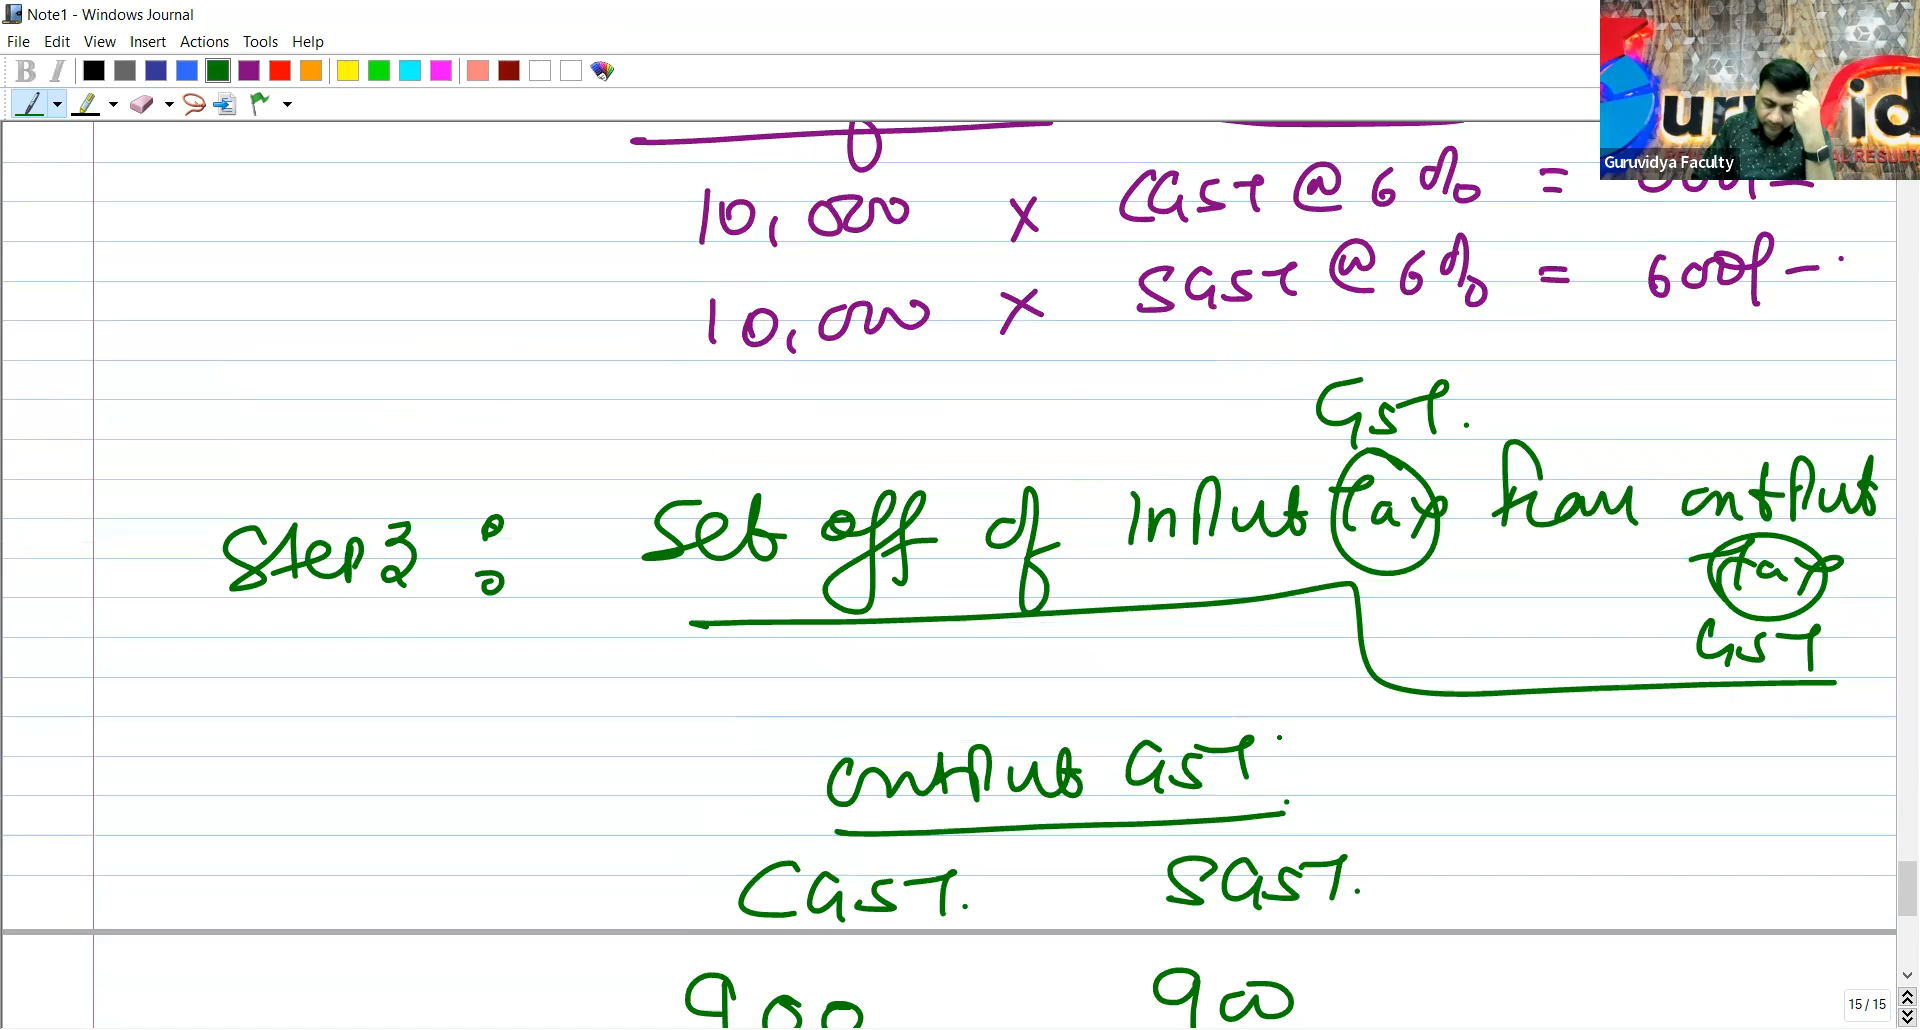 Note1 - Windows Journal
File Edit View Insert Actions Tools Help
B I
Guruvidya Faculty
10,000 × CGST @ 6% =
10,000 × SGST @ 6% = 600/-
GST.
Step 3 : Set off of Input Tax from output
Tax
GST
output GST.
CGST. SGST.
900 900
15 / 15